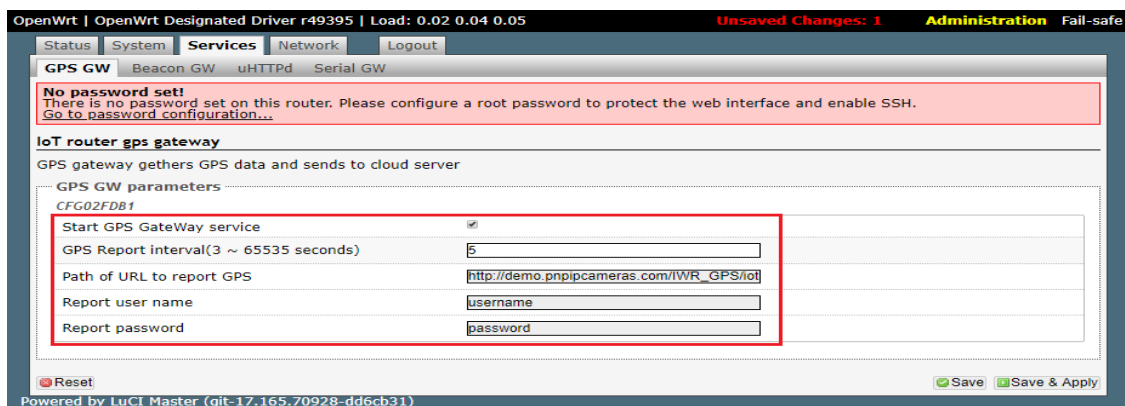 OpenWrt | OpenWrt Designated Driver r49395 | Load: 0.02 0.04 0.05 Unsaved Changes: 1 Administration Fail-safe
Status System Services Network Logout
GPS GW Beacon GW uHTTPd Serial GW
No password set!
There is no password set on this router. Please configure a root password to protect the web interface and enable SSH.
Go to password configuration...
IoT router gps gateway
GPS gateway gethers GPS data and sends to cloud server
GPS GW parameters
CFG02FDB1
Start GPS GateWay service
GPS Report interval(3 ~ 65535 seconds) 5
Path of URL to report GPS http://demo.pnpipcameras.com/IWR_GPS/iot
Report user name username
Report password password
Reset Save Save & Apply
Powered by LuCI Master (git-17.165.70928-dd6cb31)